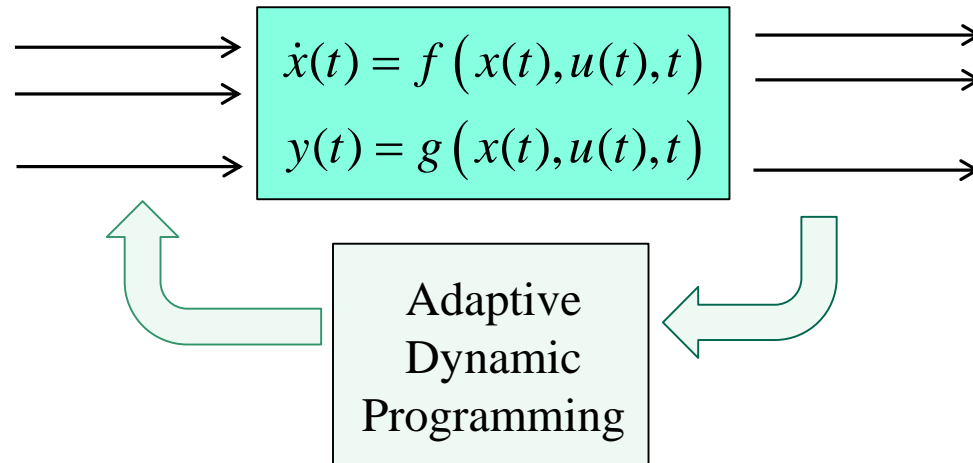 ẋ(t) = f(x(t),u(t),t)
y(t) = g(x(t),u(t),t)
Adaptive
Dynamic
Programming